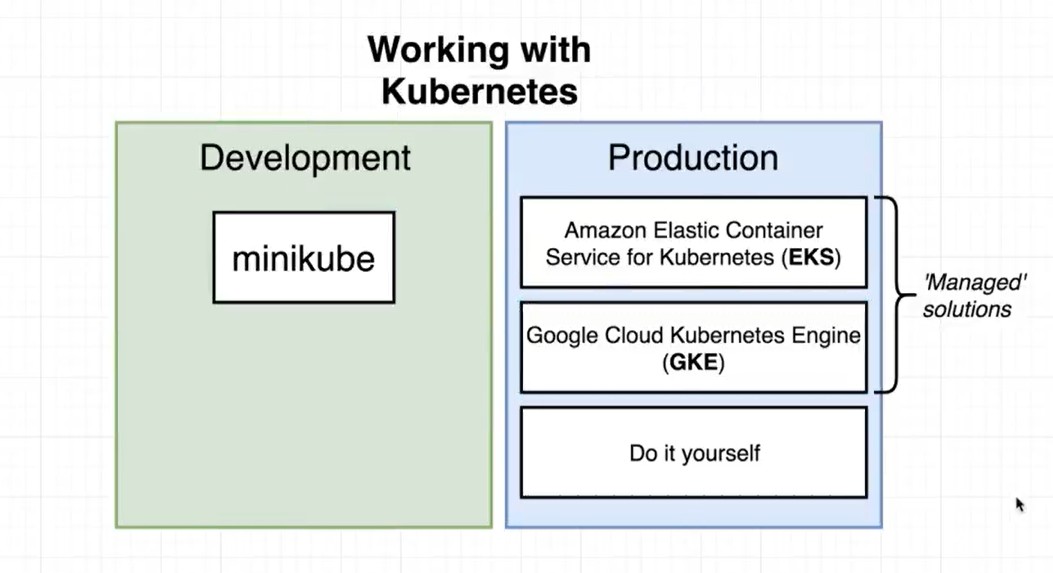 Working with
Kubernetes
Development
minikube
Production
Amazon Elastic Container
Service for Kubernetes (EKS)
Google Cloud Kubernetes Engine
(GKE)
Do it yourself
'Managed'
solutions